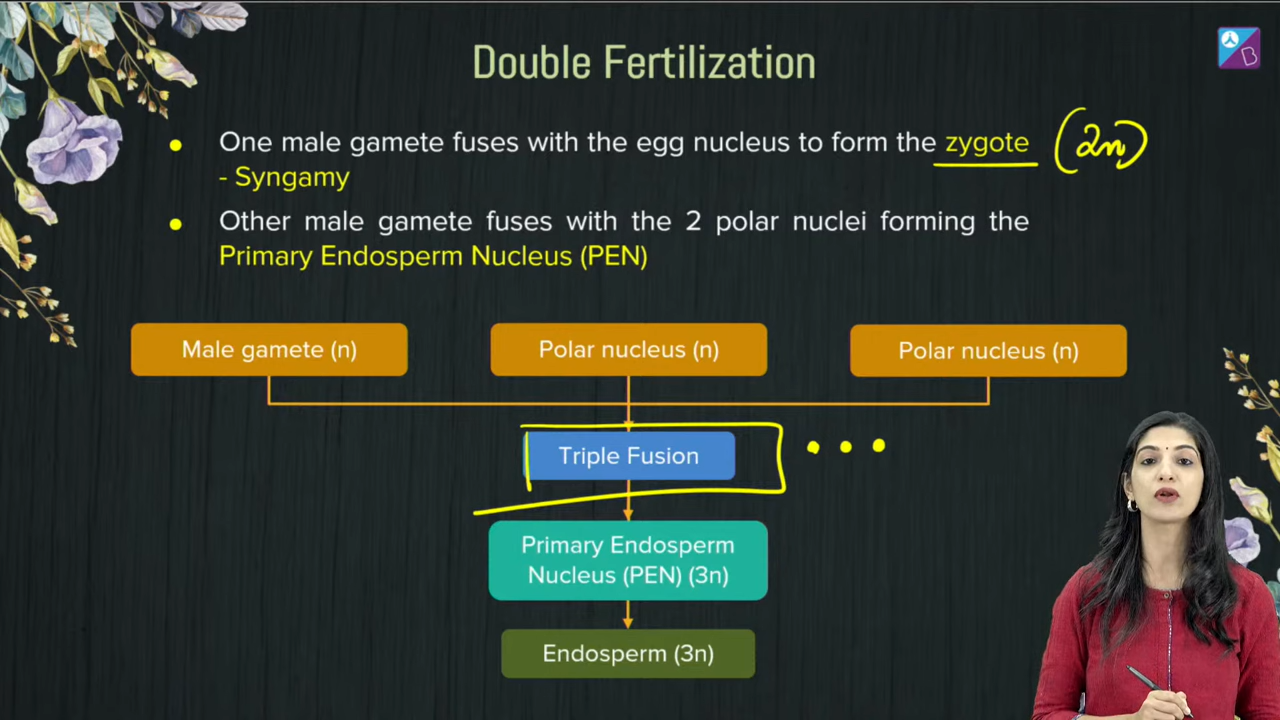 Double Fertilization
One male gamete fuses with the egg nucleus to form the zygote (2n)
- Syngamy
Other male gamete fuses with the 2 polar nuclei forming the
Primary Endosperm Nucleus (PEN)
Male gamete (n)
Polar nucleus (n)
Polar nucleus (n)
Triple Fusion
Primary Endosperm
Nucleus (PEN) (3n)
Endosperm (3n)
B